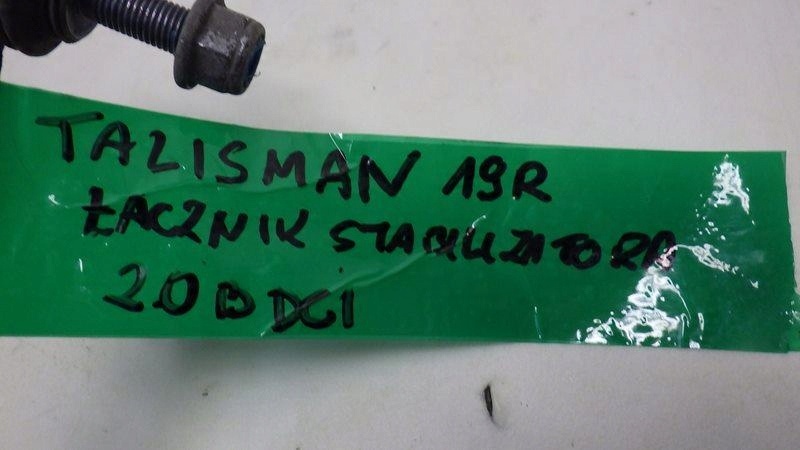 TALISMAN 19R
ŁĄCZNIK STABILIZATORA
2.0 B DCI